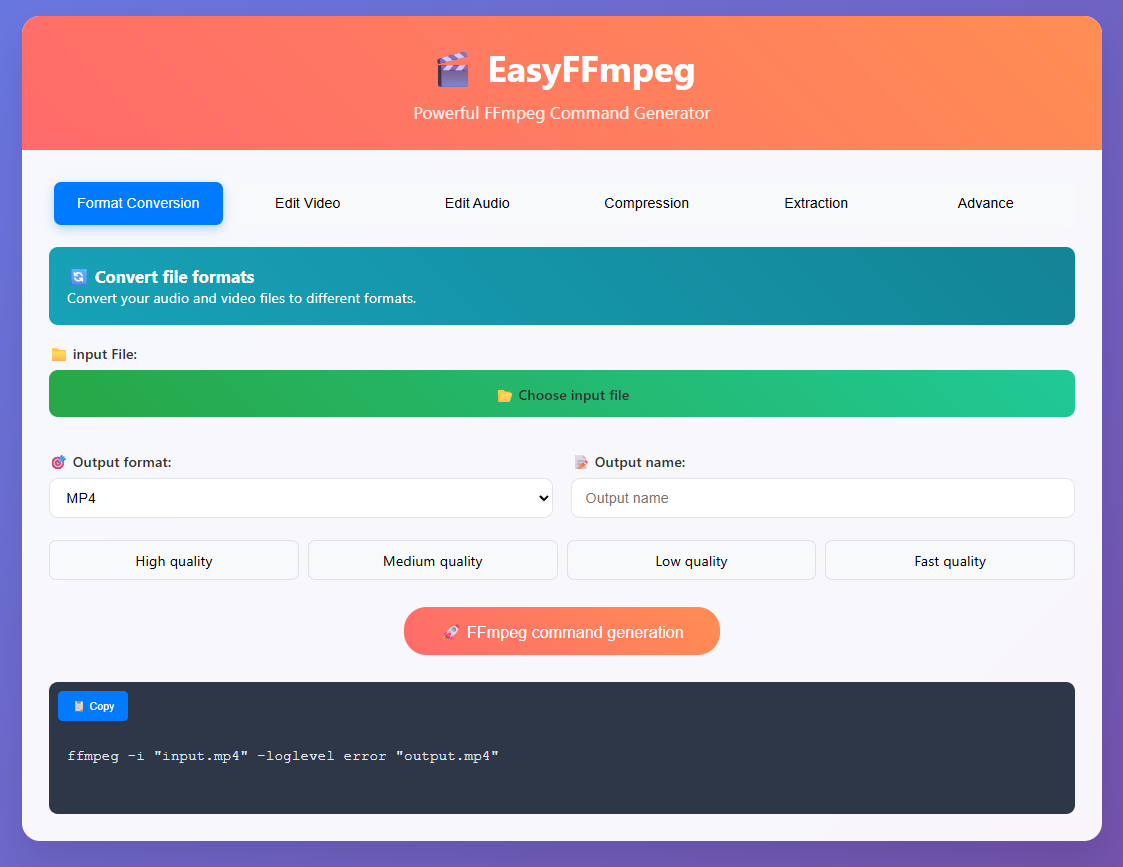 EasyFFmpeg
Powerful FFmpeg Command Generator
Format Conversion
Edit Video
Edit Audio
Compression
Extraction
Advance
Convert file formats
Convert your audio and video files to different formats.
input File:
Choose input file
Output format:
Output name:
MP4
Output name
High quality
Medium quality
Low quality
Fast quality
FFmpeg command generation
Copy
ffmpeg -i "input.mp4" -loglevel error "output.mp4"